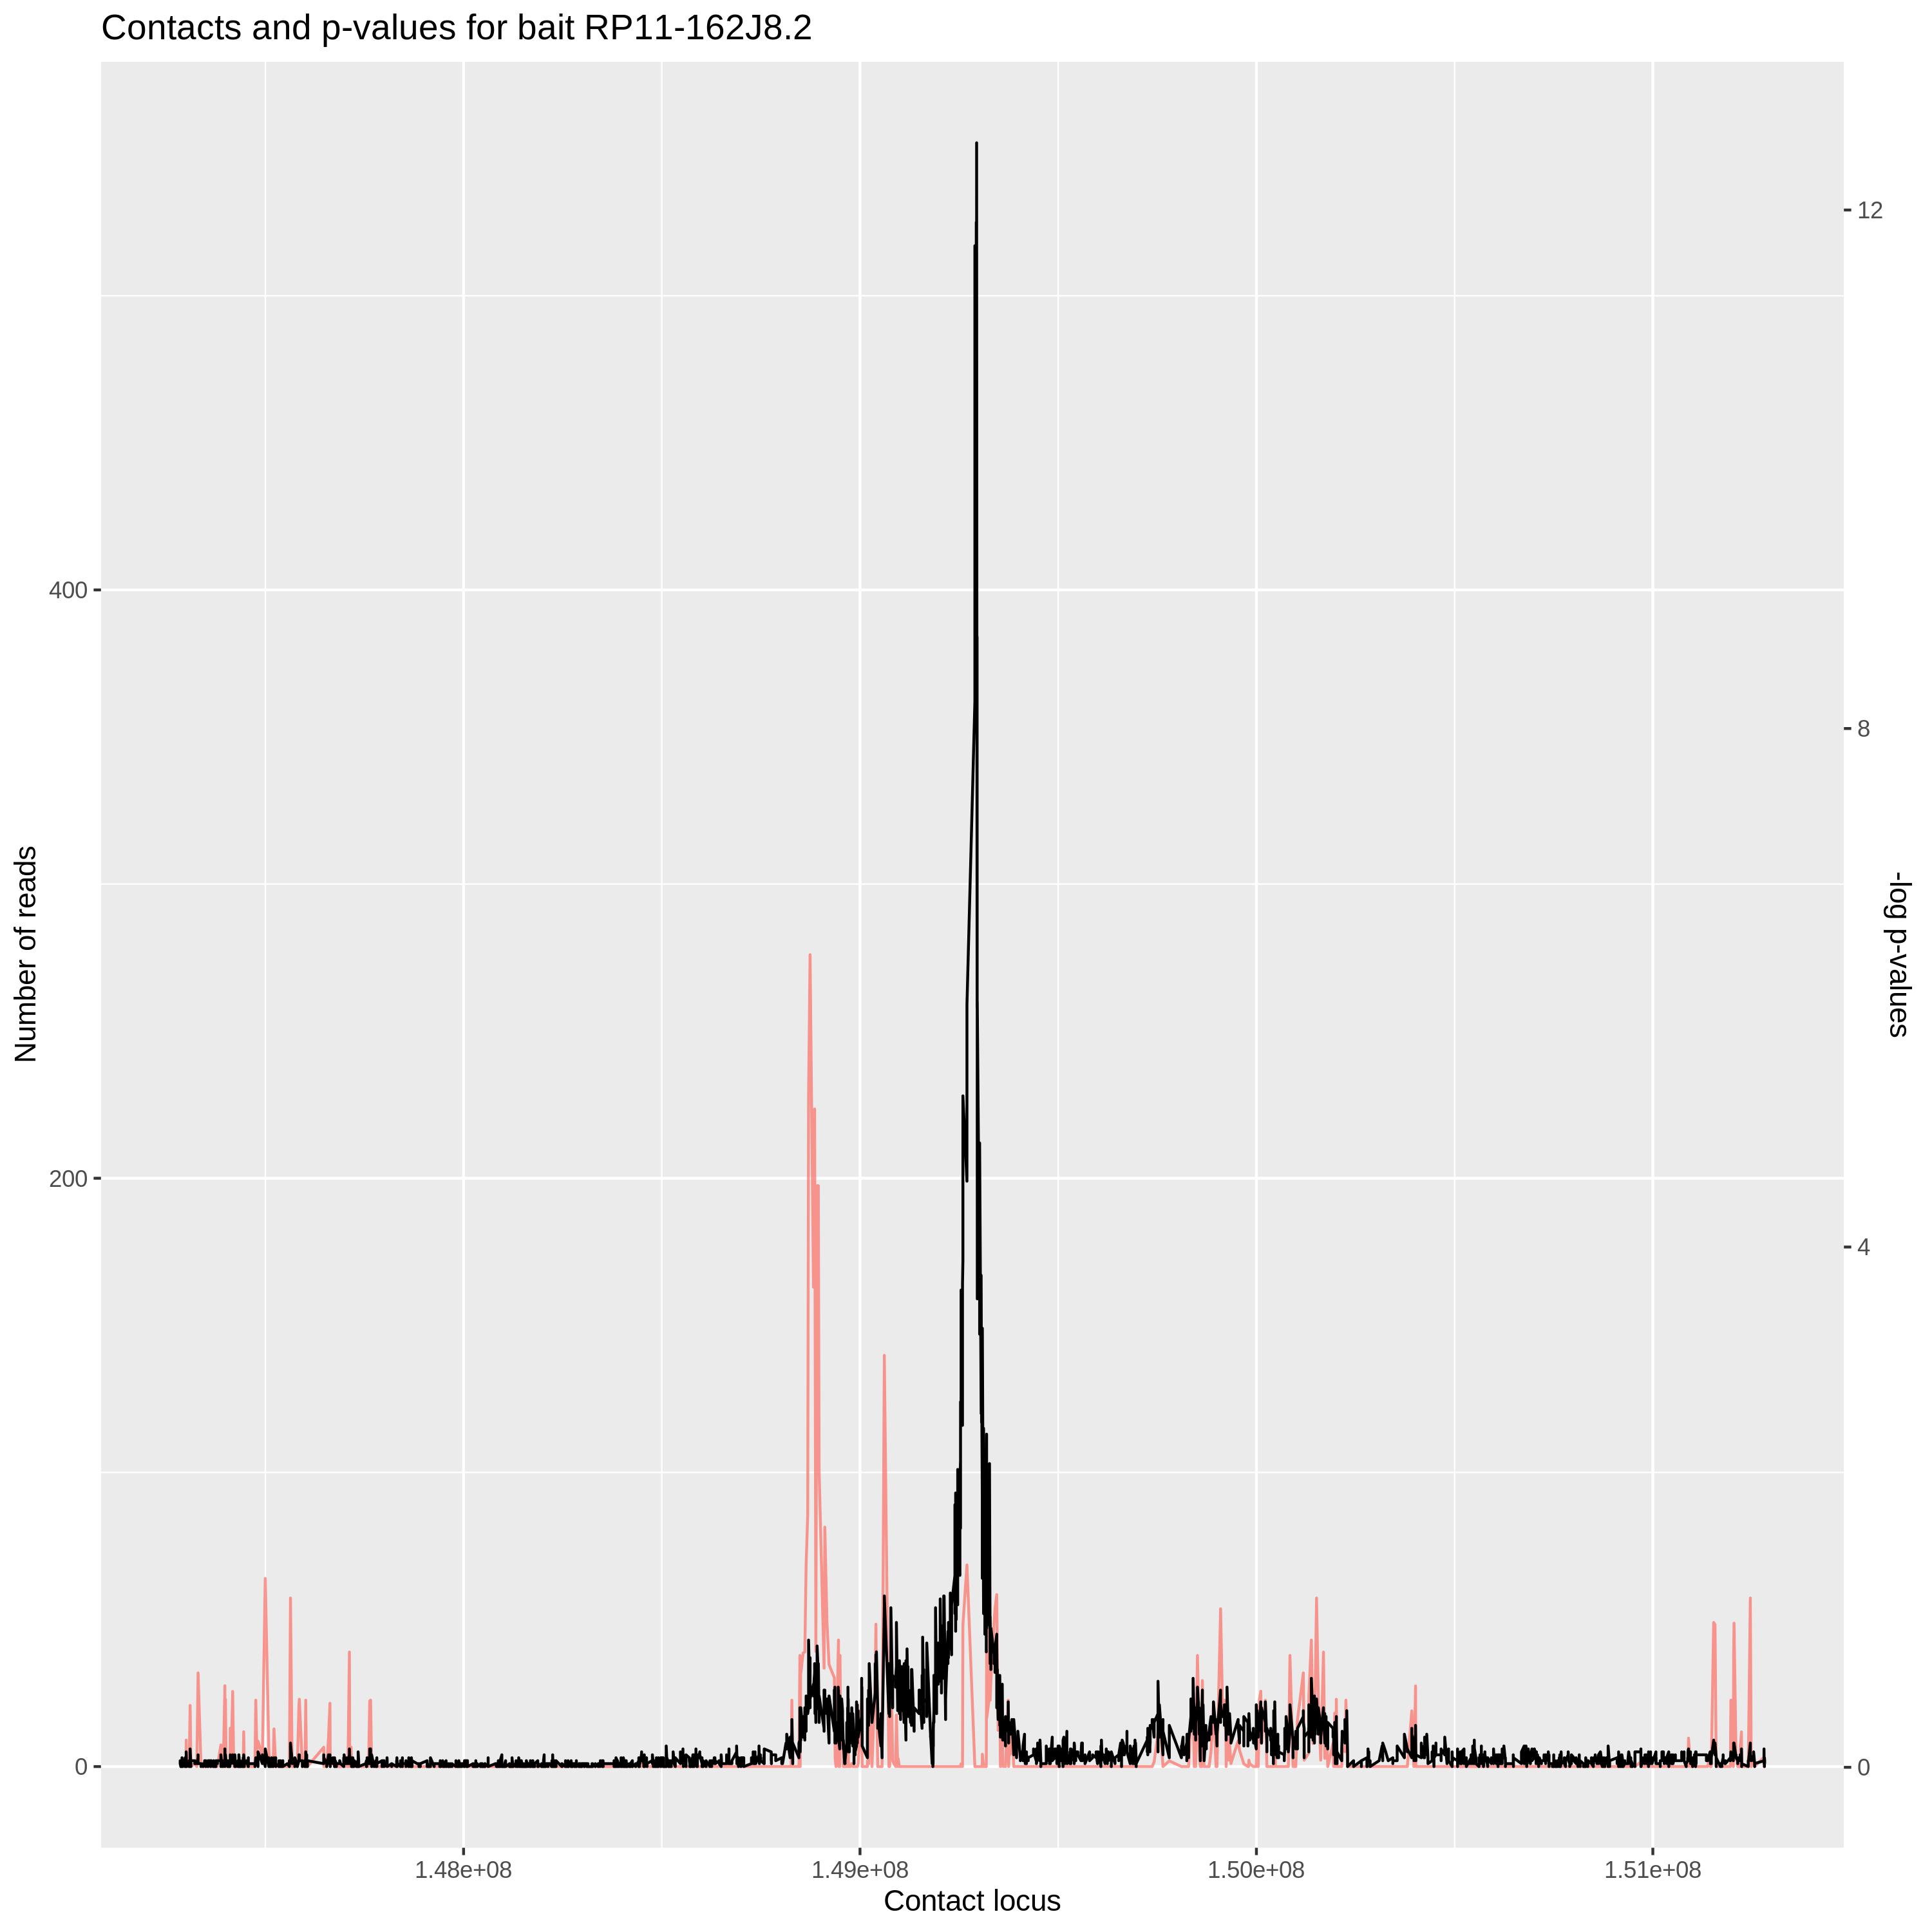 Contacts and p-values for bait RP11-162J8.2
Number of reads
400
200
0
12
8
4
0
-log p-values
1.48e+08
1.49e+08
1.50e+08
1.51e+08
Contact locus